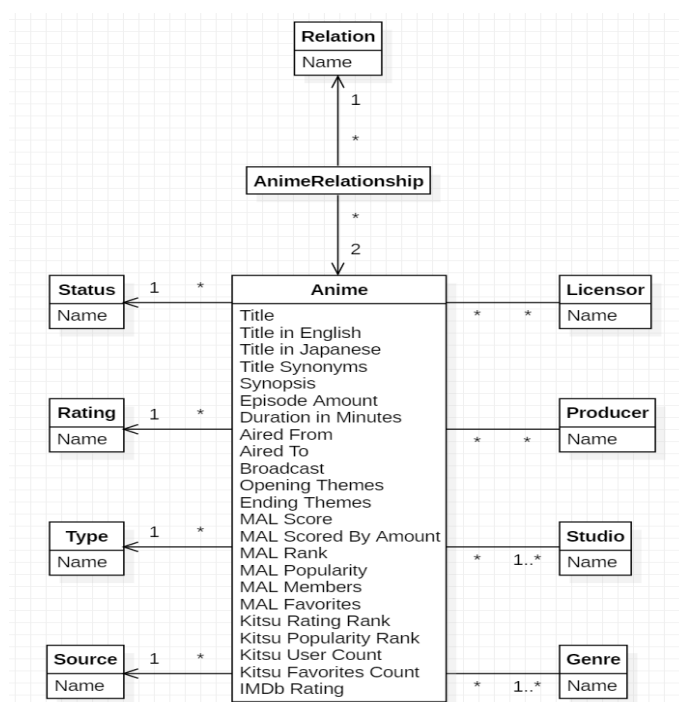 Relation
Name
1
*
AnimeRelationship
*
2
Status
Name
1
*
Anime
Title
Title in English
Title in Japanese
Title Synonyms
Synopsis
Episode Amount
Duration in Minutes
Aired From
Aired To
Broadcast
Opening Themes
Ending Themes
MAL Score
MAL Scored By Amount
MAL Rank
MAL Popularity
MAL Members
MAL Favorites
Kitsu Rating Rank
Kitsu Popularity Rank
Kitsu User Count
Kitsu Favorites Count
IMDb Rating
* *
Licensor
Name
Rating
Name
1 *
* *
Producer
Name
Type
Name
1 *
* 1..*
Studio
Name
Source
Name
1 *
* 1..*
Genre
Name